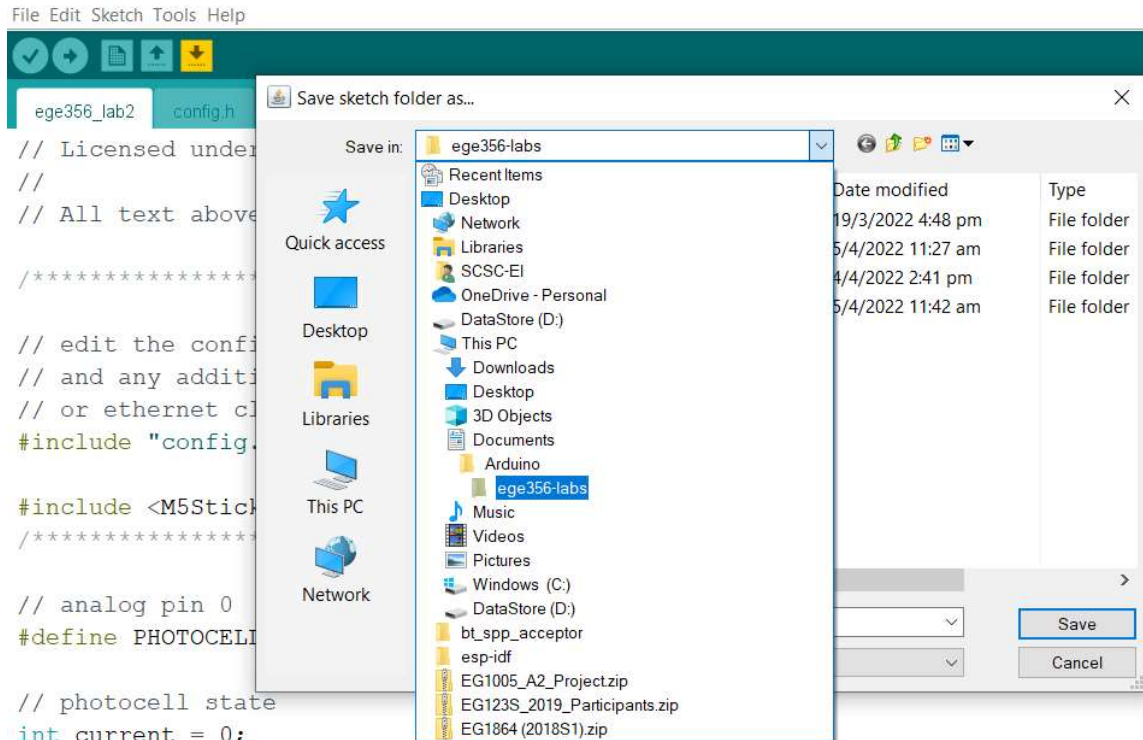 File Edit Sketch Tools Help
ege356_lab2 config.h
Save sketch folder as...
// Licensed under
//
// All text above
/*****************
// edit the confi
// and any additi
// or ethernet cl
#include "config.
#include <M5Stick
/*****************
// analog pin 0
#define PHOTOCELL
// photocell state
int current = 0;
Save in: ege356-labs
Quick access
Desktop
Libraries
This PC
Network
Recent Items
Desktop
Network
Libraries
SCSC-EI
OneDrive - Personal
DataStore (D:)
This PC
Downloads
Desktop
3D Objects
Documents
Arduino
ege356-labs
Music
Videos
Pictures
Windows (C:)
DataStore (D:)
bt_spp_acceptor
esp-idf
EG1005_A2_Project.zip
EG123S_2019_Participants.zip
EG1864 (2018S1).zip
Date modified Type
19/3/2022 4:48 pm File folder
5/4/2022 11:27 am File folder
4/4/2022 2:41 pm File folder
5/4/2022 11:42 am File folder
Save
Cancel